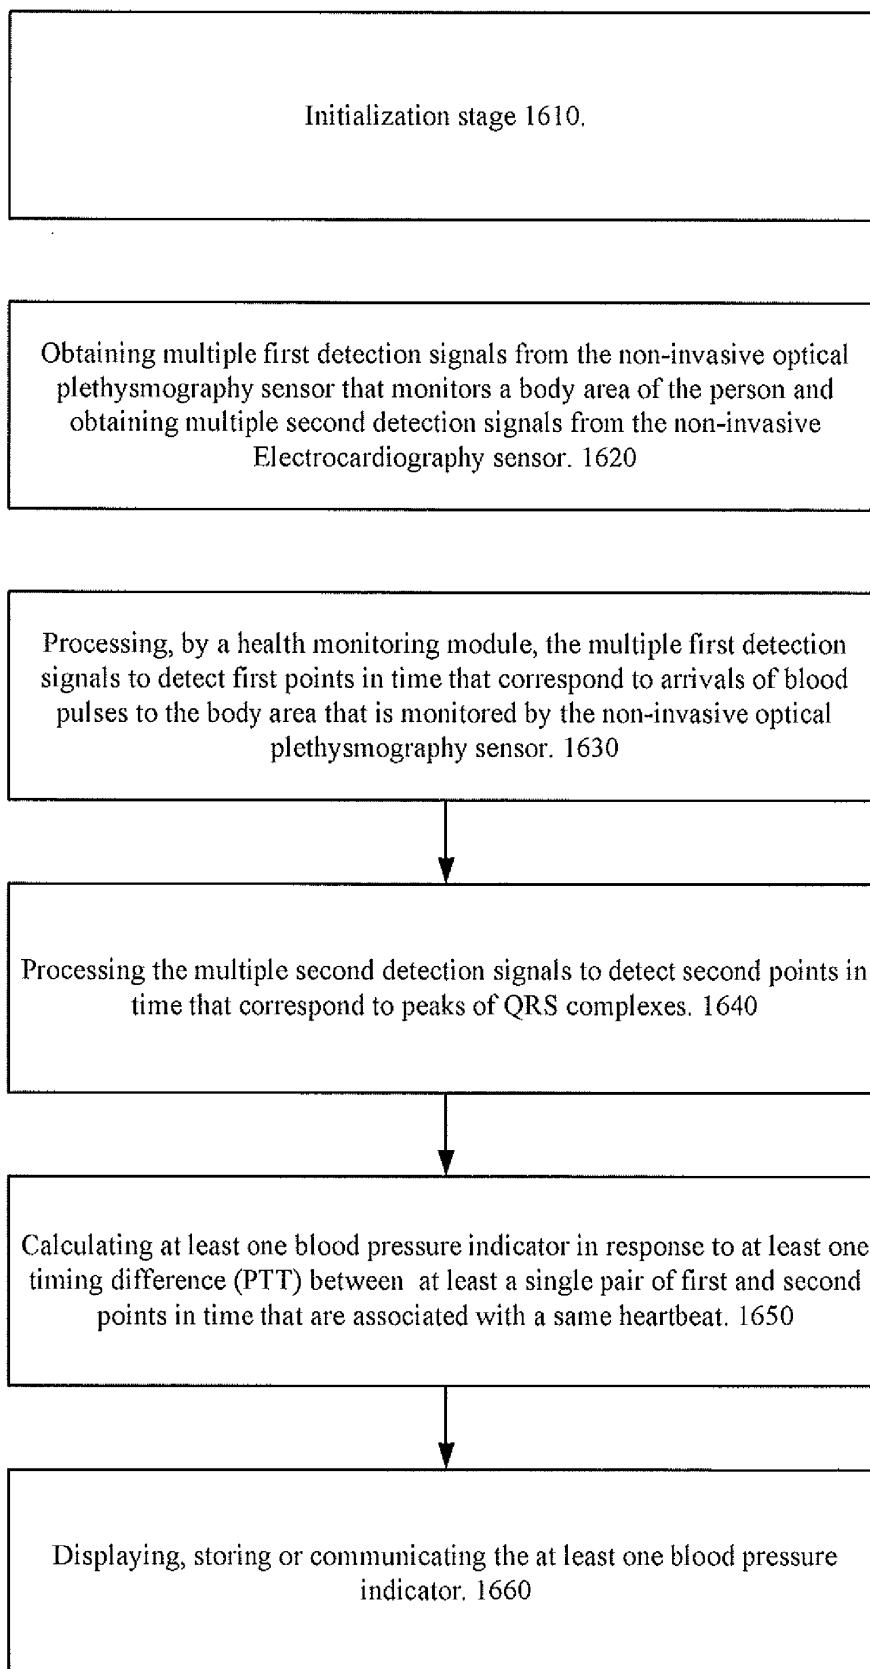 Initialization stage 1610.
Obtaining multiple first detection signals from the non-invasive optical
plethysmography sensor that monitors a body area of the person and
obtaining multiple second detection signals from the non-invasive
Electrocardiography sensor. 1620
Processing, by a health monitoring module, the multiple first detection
signals to detect first points in time that correspond to arrivals of blood
pulses to the body area that is monitored by the non-invasive optical
plethysmography sensor. 1630
Processing the multiple second detection signals to detect second points in
time that correspond to peaks of QRS complexes. 1640
Calculating at least one blood pressure indicator in response to at least one
timing difference (PTT) between at least a single pair of first and second
points in time that are associated with a same heartbeat. 1650
Displaying, storing or communicating the at least one blood pressure
indicator. 1660